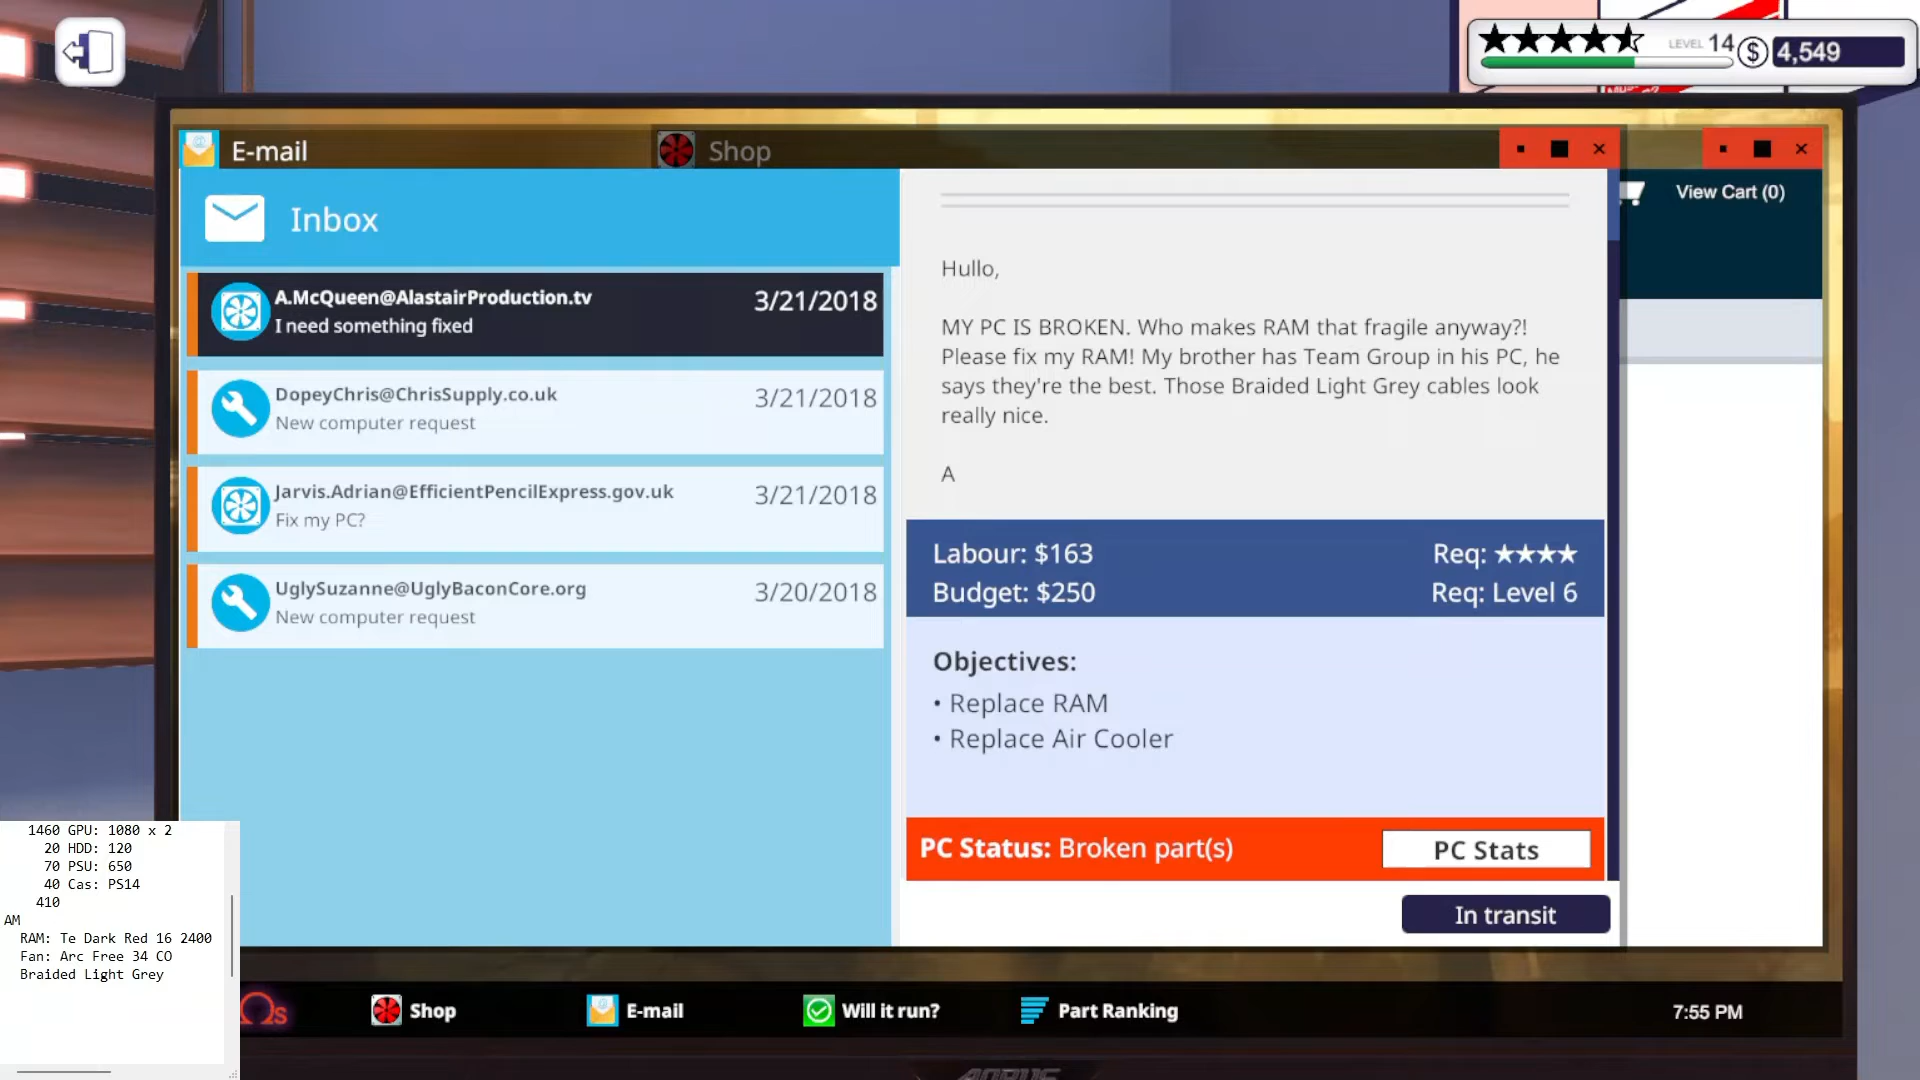 LEVEL 14
$ 4,549
E-mail
Shop
View Cart (0)
Inbox
A.McQueen@AlastairProduction.tv
I need something fixed
3/21/2018
DopeyChris@ChrisSupply.co.uk
New computer request
3/21/2018
Jarvis.Adrian@EfficientPencilExpress.gov.uk
Fix my PC?
3/21/2018
UglySuzanne@UglyBaconCore.org
New computer request
3/20/2018
Hullo,
MY PC IS BROKEN. Who makes RAM that fragile anyway?!
Please fix my RAM! My brother has Team Group in his PC, he
says they're the best. Those Braided Light Grey cables look
really nice.
A
Labour: $163
Req: ★★★★
Budget: $250
Req: Level 6
Objectives:
• Replace RAM
• Replace Air Cooler
PC Status: Broken part(s)
PC Stats
In transit
1460 GPU: 1080 x 2
20 HDD: 120
70 PSU: 650
40 Cas: PS14
410
AM
RAM: Te Dark Red 16 2400
Fan: Arc Free 34 CO
Braided Light Grey
Ωs
Shop
E-mail
Will it run?
Part Ranking
7:55 PM